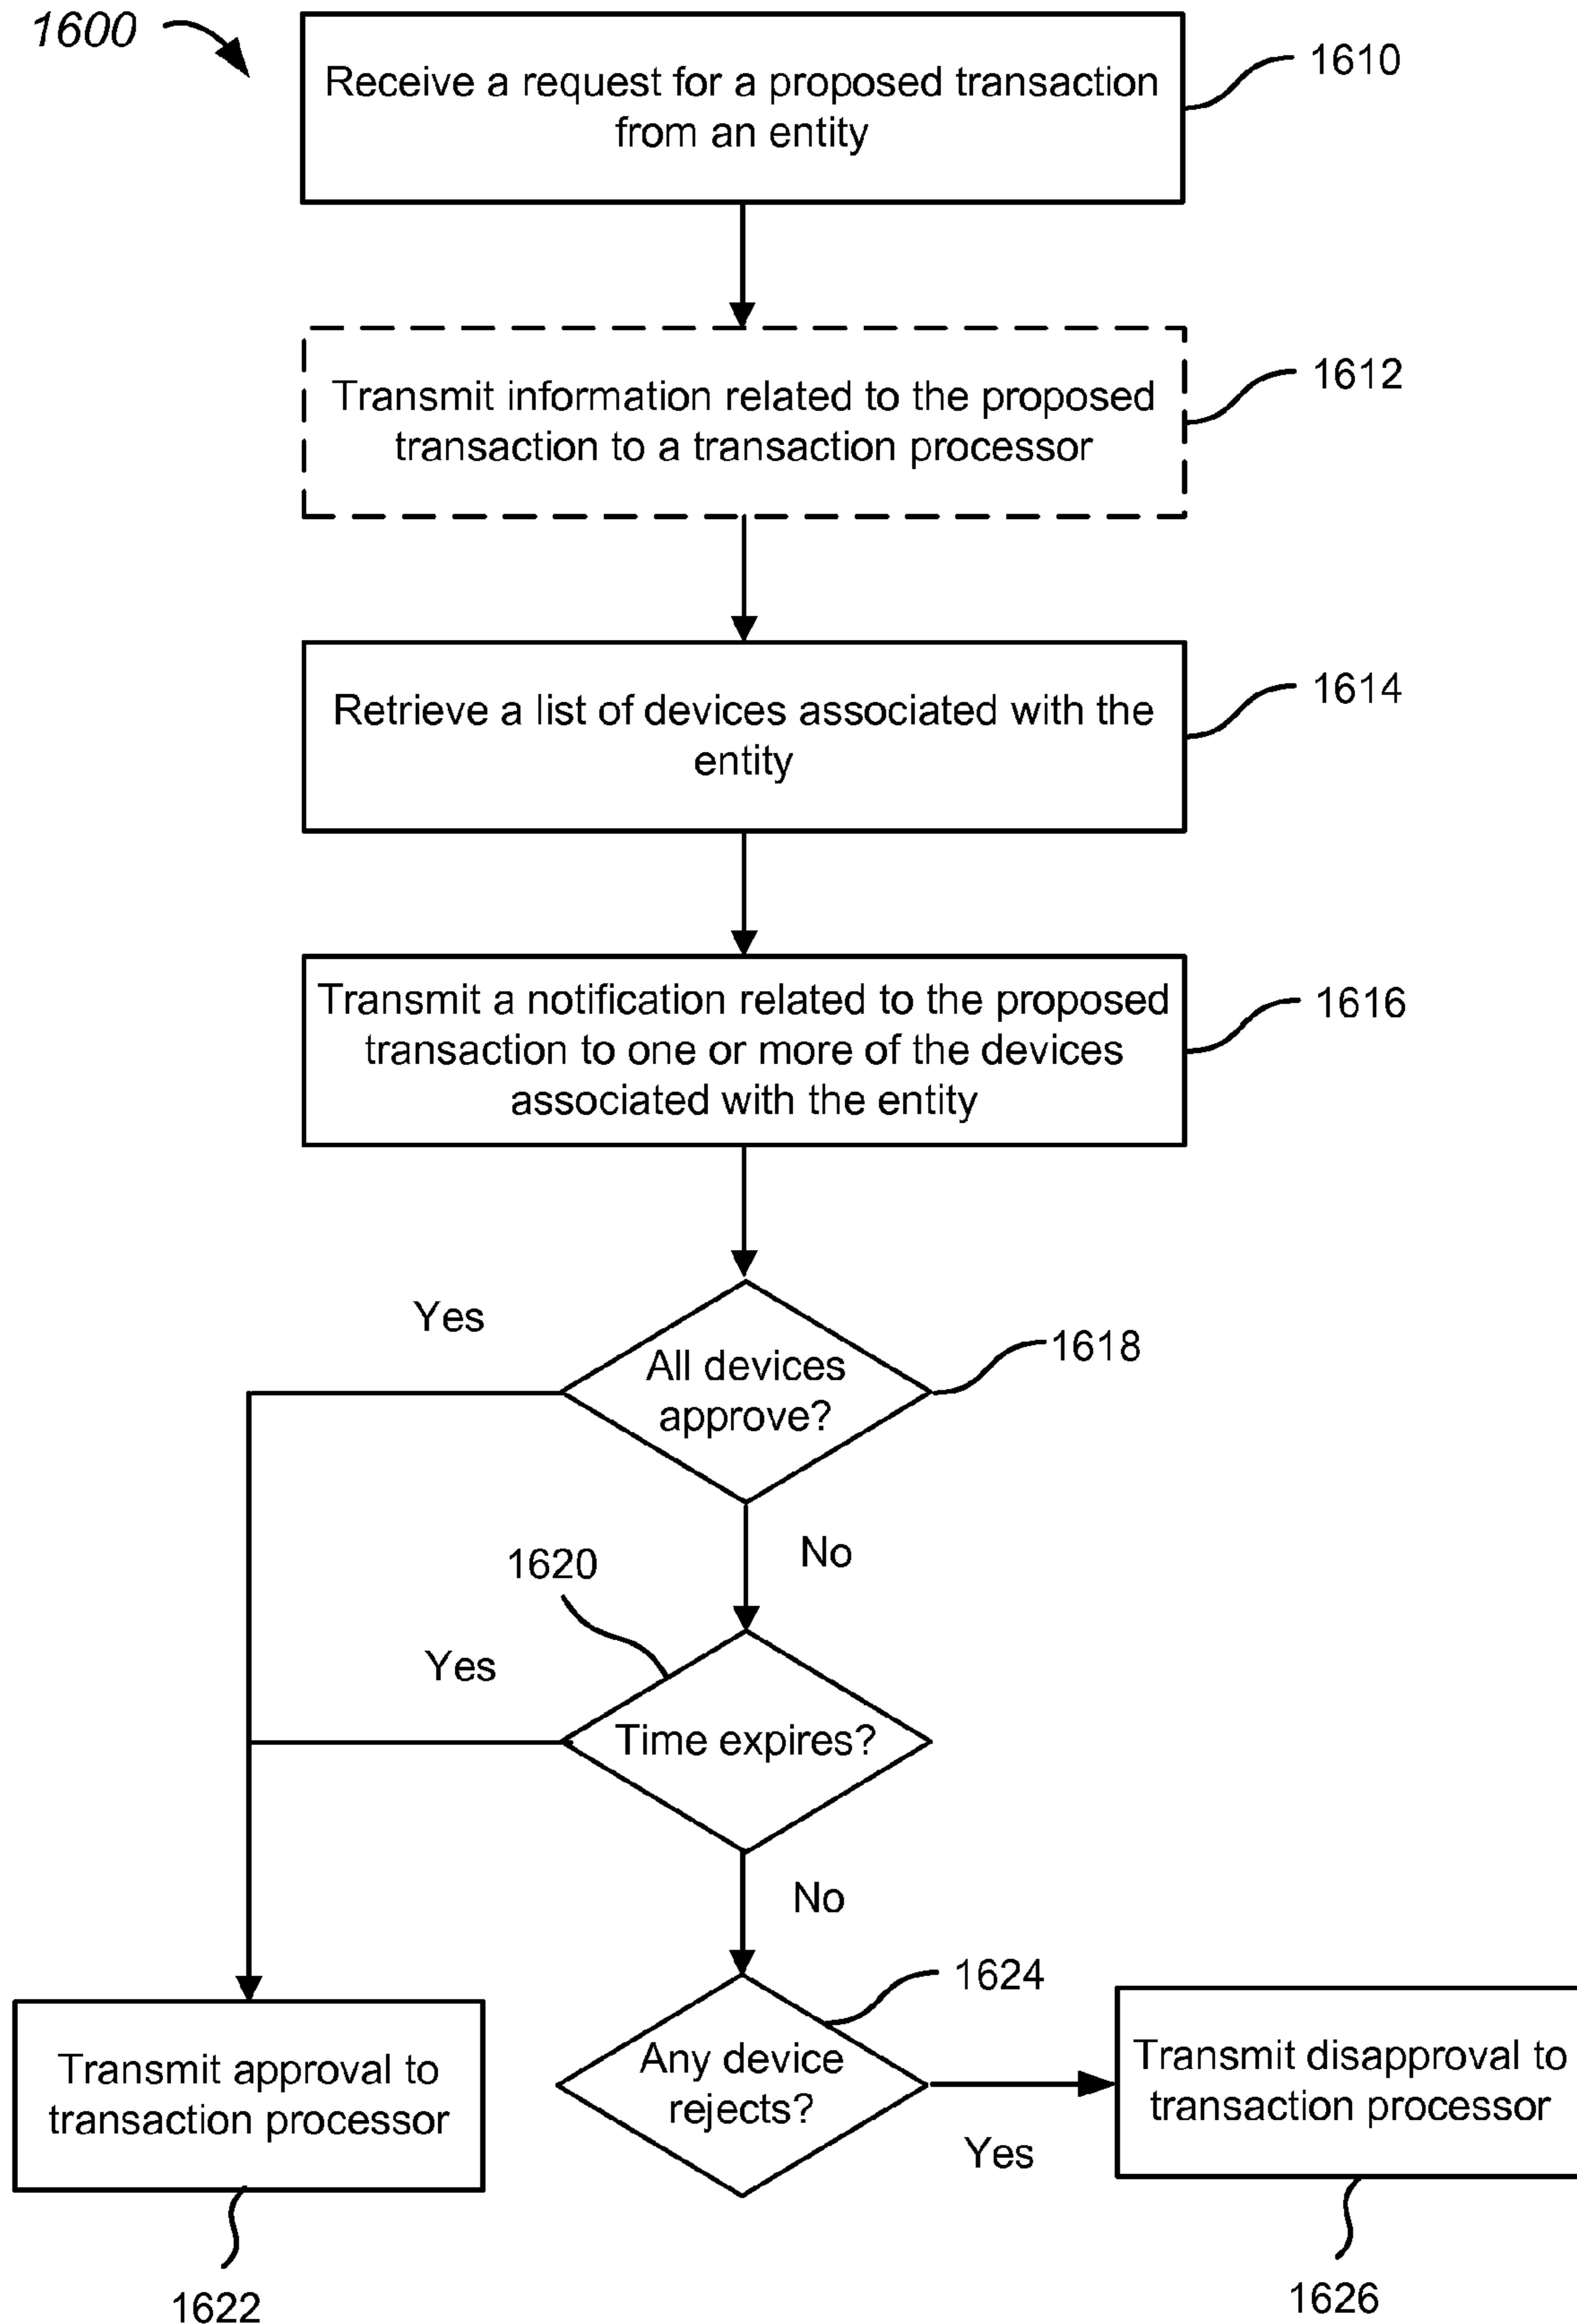 1600
Receive a request for a proposed transaction
from an entity
1610
Transmit information related to the proposed
transaction to a transaction processor
1612
Retrieve a list of devices associated with the
entity
1614
Transmit a notification related to the proposed
transaction to one or more of the devices
associated with the entity
1616
Yes
All devices
approve?
1618
No
1620
Yes
Time expires?
No
1624
Any device
rejects?
Yes
Transmit approval to
transaction processor
1622
Transmit disapproval to
transaction processor
1626